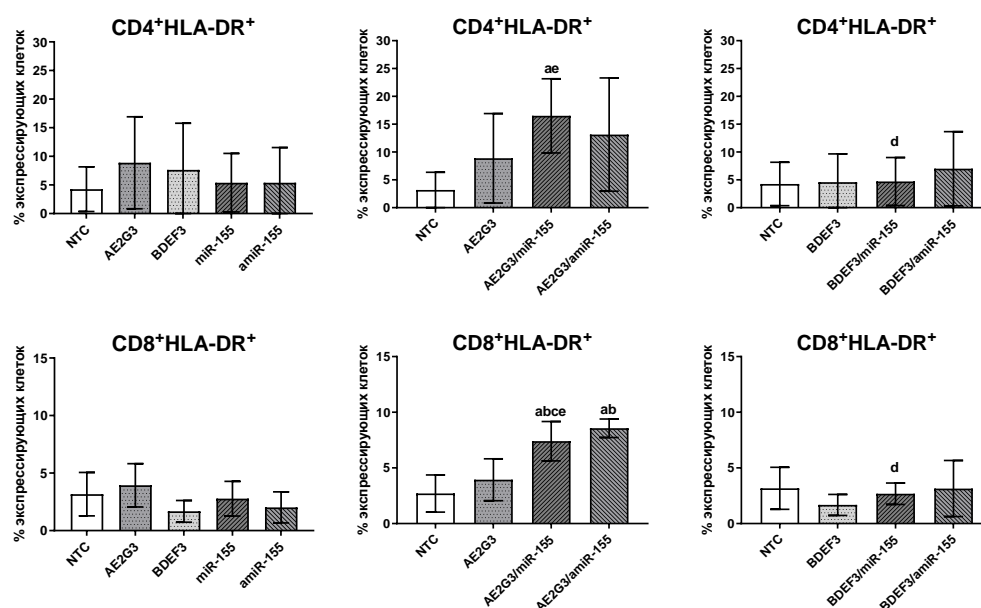 CD4⁺HLA-DR⁺
% экспрессирующих клеток
30
25
20
15
10
5
0
NTC
AE2G3
BDEF3
miR-155
amiR-155
CD4⁺HLA-DR⁺
% экспрессирующих клеток
30
25
20
15
10
5
0
ae
NTC
AE2G3
AE2G3/miR-155
AE2G3/amiR-155
CD4⁺HLA-DR⁺
% экспрессирующих клеток
30
25
20
15
10
5
0
d
NTC
BDEF3
BDEF3/miR-155
BDEF3/amiR-155
CD8⁺HLA-DR⁺
% экспрессирующих клеток
15
10
5
0
NTC
AE2G3
BDEF3
miR-155
amiR-155
CD8⁺HLA-DR⁺
% экспрессирующих клеток
15
10
5
0
abce
ab
NTC
AE2G3
AE2G3/miR-155
AE2G3/amiR-155
CD8⁺HLA-DR⁺
% экспрессирующих клеток
15
10
5
0
d
NTC
BDEF3
BDEF3/miR-155
BDEF3/amiR-155